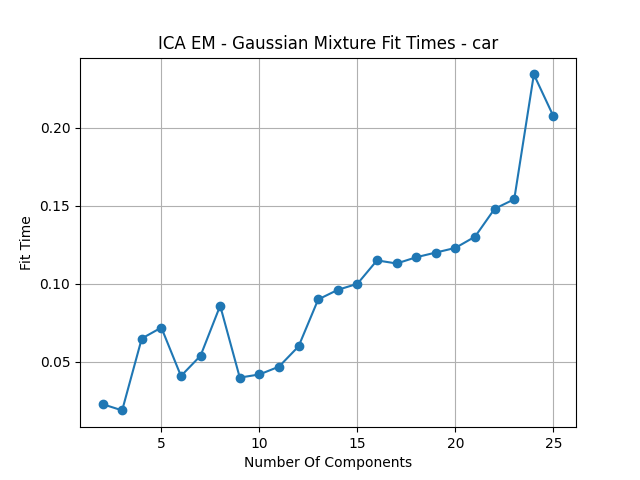 ICA EM - Gaussian Mixture Fit Times - car
0.20
0.15
0.10
0.05
Fit Time
5 10 15 20 25
Number Of Components